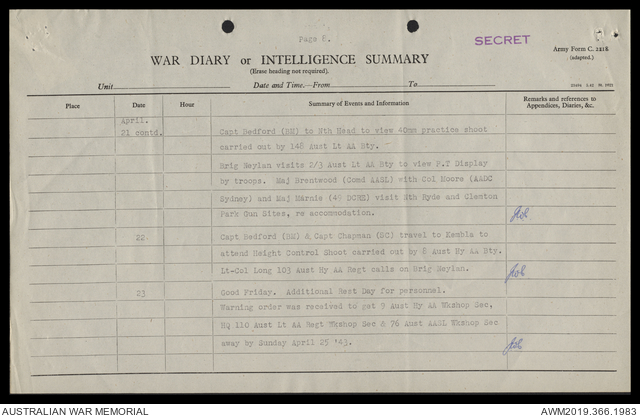 Page 8.
SECRET
Army Form C. 2118.
(adapted.)
WAR DIARY or INTELLIGENCE SUMMARY
(Erase heading not required).
Unit
Date and Time.—From
To
Place
Date
Hour
Summary of Events and Information
Remarks and references to
Appendices, Diaries, &c.
April.
21 contd.
Capt Bedford (BM) to Nth Head to view 40mm practice shoot
carried out by 148 Aust Lt AA Bty.
Brig Neylan visits 2/3 Aust Lt AA Bty to view P.T Display
by troops. Maj Brentwood (Comd AASL) with Col Moore (AADC
Sydney) and Maj Marnie (49 DCRE) visit Nth Ryde and Clemton
Park Gun Sites, re accommodation.
22
Capt Bedford (BM) & Capt Chapman (SC) travel to Kembla to
attend Height Control Shoot carried out by 8 Aust Hy AA Bty.
Lt-Col Long 103 Aust Hy AA Regt calls on Brig Neylan.
23
Good Friday. Additional Rest Day for personnel.
Warning order was received to get 9 Aust Hy AA Wkshop Sec,
HQ 110 Aust Lt AA Regt Wkshop Sec & 76 Aust AASL Wkshop Sec
away by Sunday April 25 '43.
AUSTRALIAN WAR MEMORIAL
AWM2019.366.1983